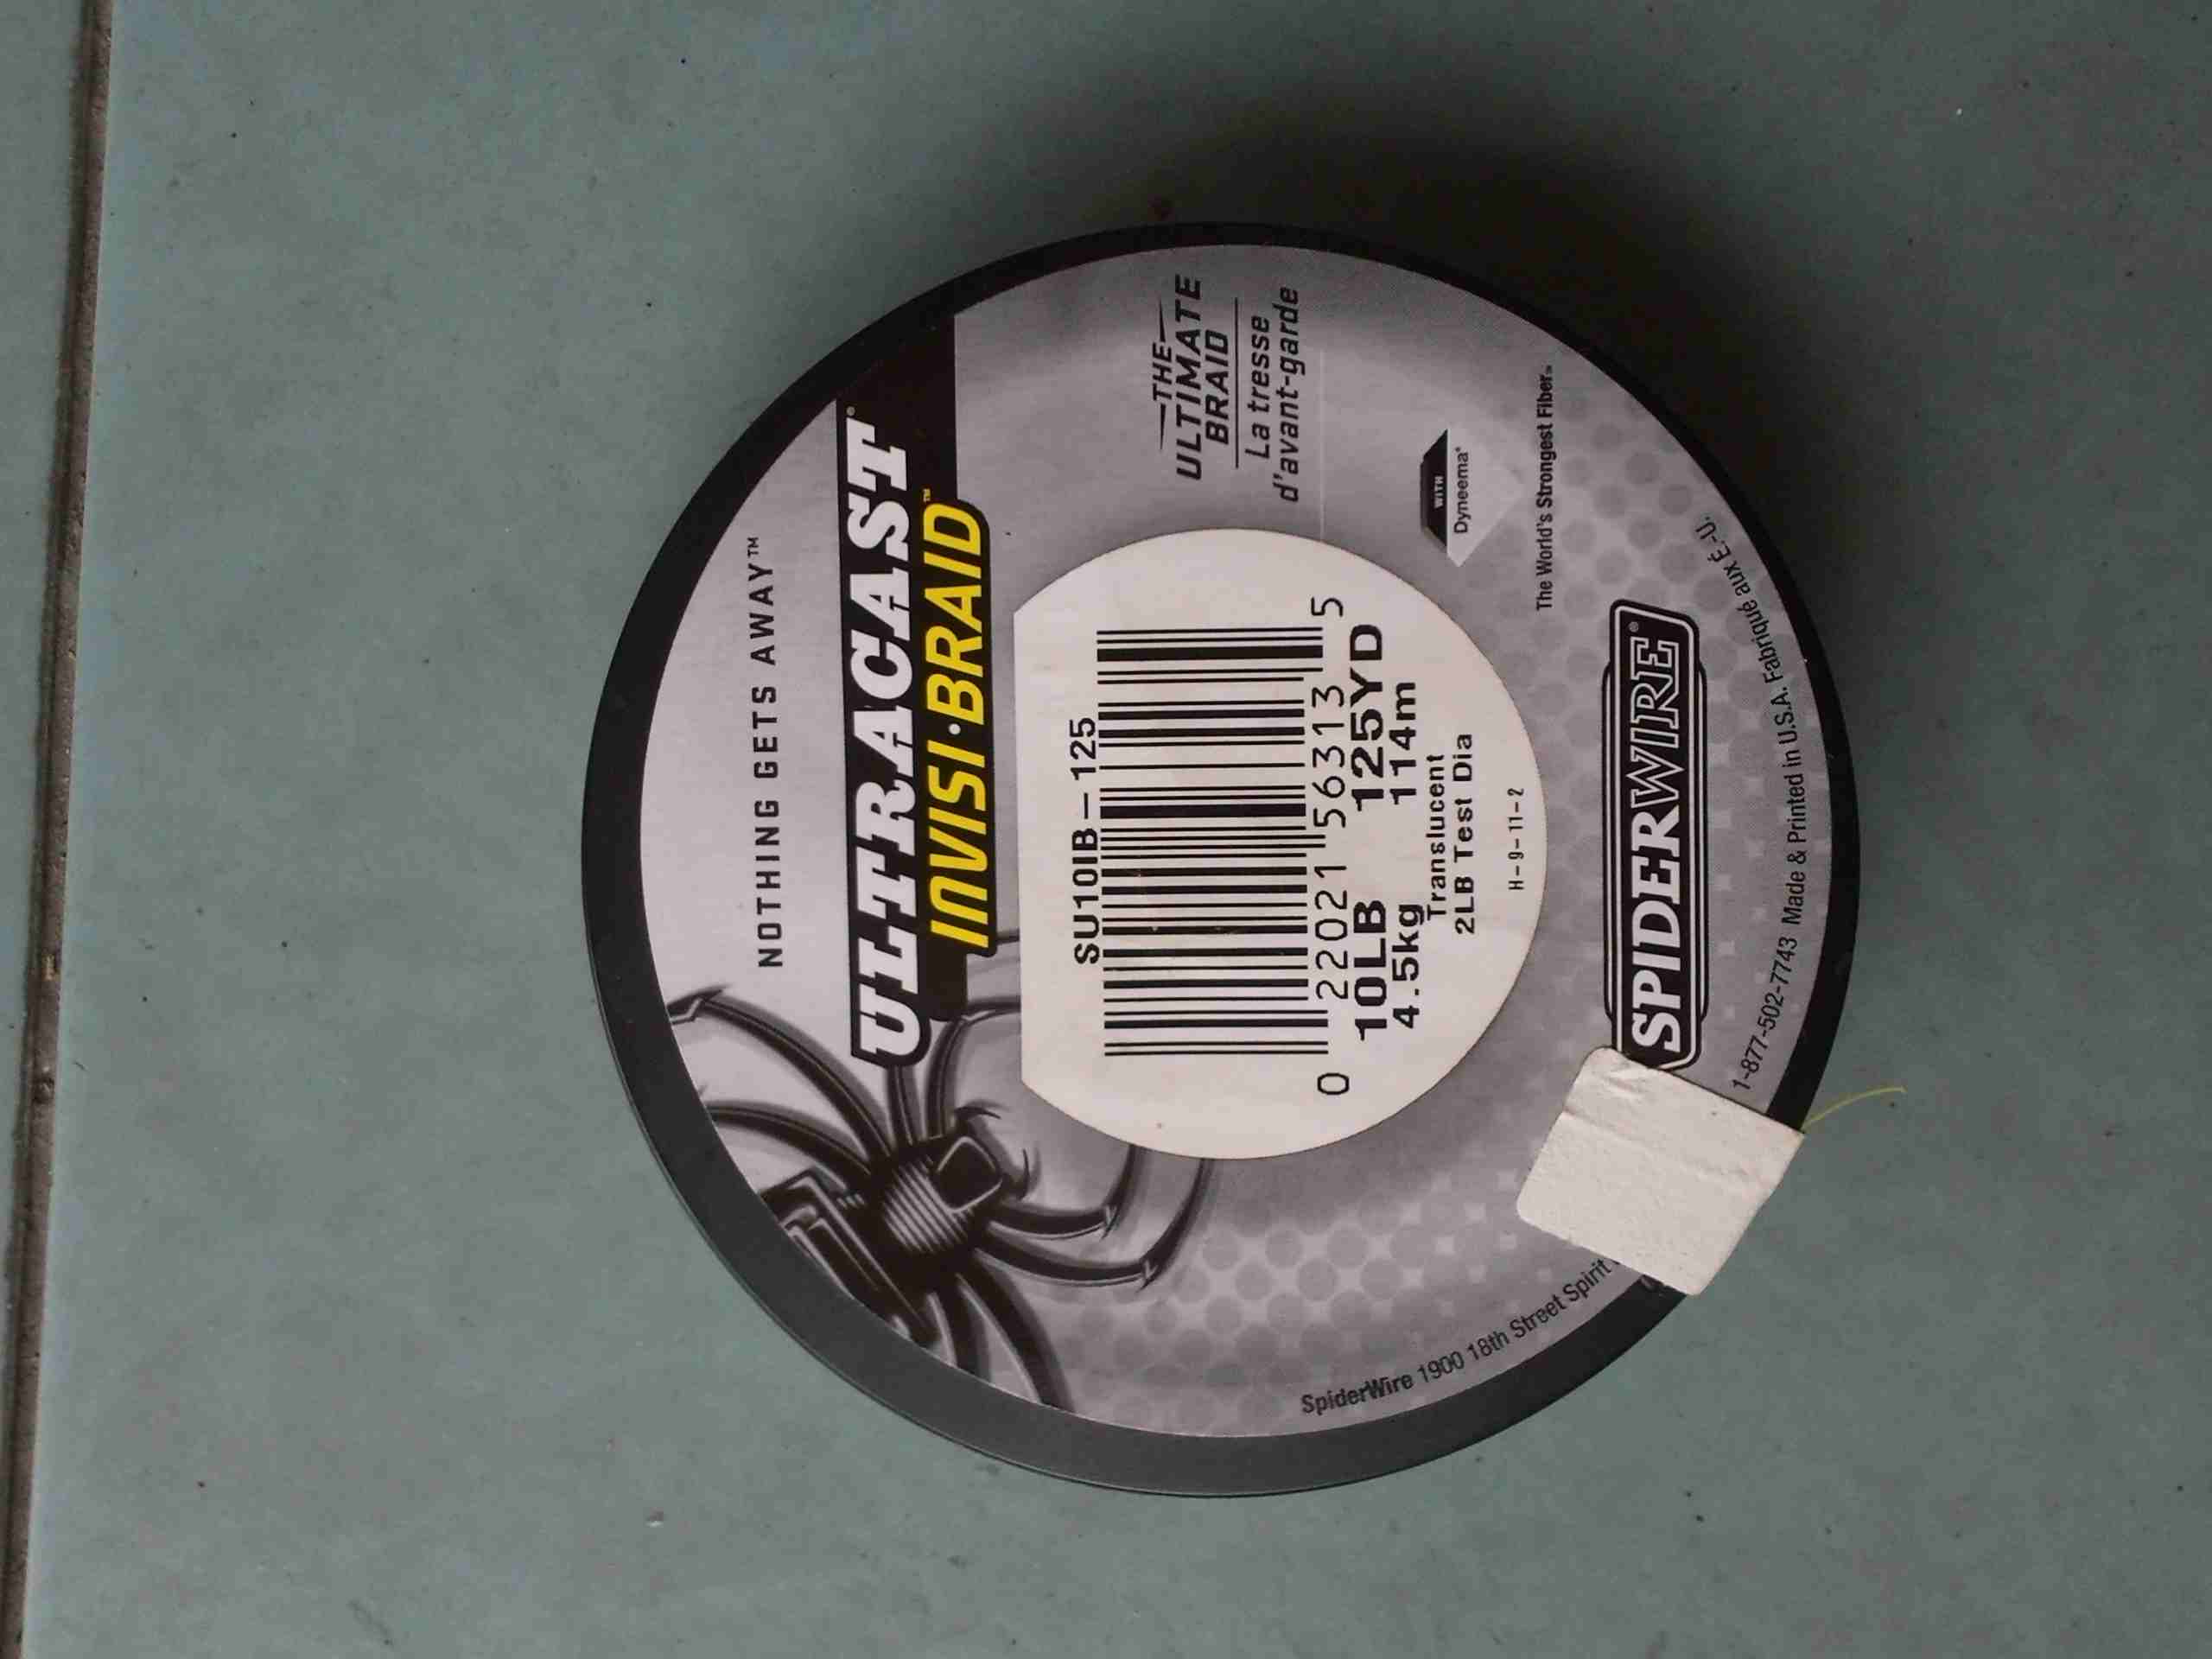 NOTHING GETS AWAY™
ULTRACAST®
INVISI·BRAID™
THE
ULTIMATE
BRAID
La tresse
d'avant-garde
SU10IB-125
0 22021 56313 5
10LB 125YD
4.5kg 114m
Translucent
2LB Test Dia
H-9-11-2
WITH
Dyneema®
The World's Strongest Fiber™
SPIDERWIRE®
SpiderWire 1900 18th Street Spirit
1-877-502-7743 Made & Printed in U.S.A. Fabriqué aux É.-U.